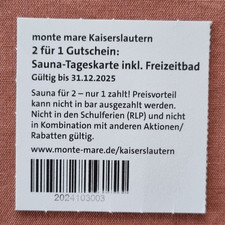 monte mare Kaiserslautern
2 für 1 Gutschein:
Sauna-Tageskarte inkl. Freizeitbad
Gültig bis 31.12.2025
Sauna für 2 – nur 1 zahlt! Preisvorteil
kann nicht in bar ausgezahlt werden.
Nicht in den Schulferien (RLP) und nicht
in Kombination mit anderen Aktionen/
Rabatten gültig.
www.monte-mare.de/kaiserslautern
2024103003